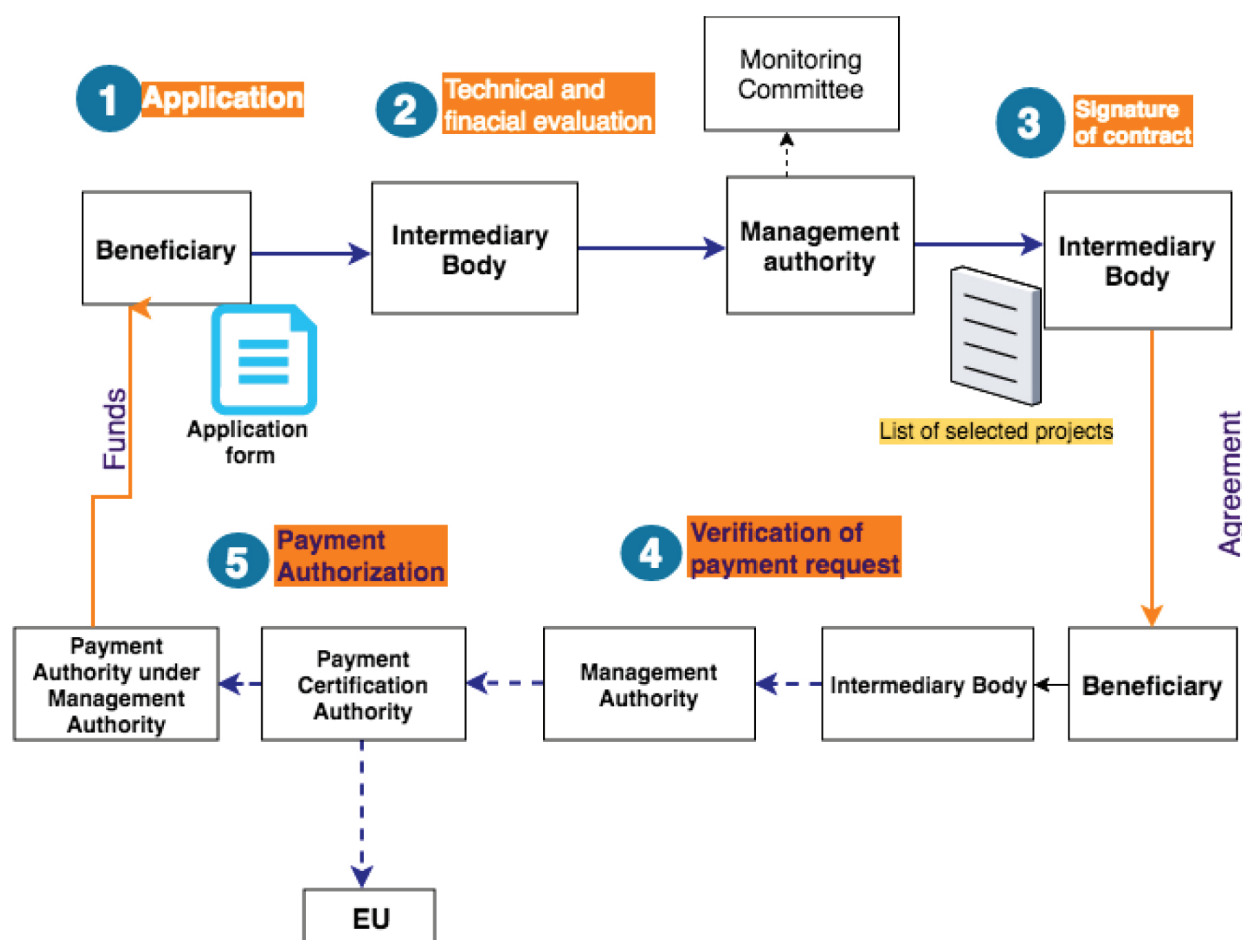 Monitoring
Committee
1
Application
2
Technical and
finacial evaluation
3
Signature
of contract
Beneficiary
Intermediary
Body
Management
authority
Intermediary
Body
Funds
Application
form
List of selected projects
Agreement
5
Payment
Authorization
4
Verification of
payment request
Payment
Authority under
Management
Authority
Payment
Certification
Authority
Management
Authority
Intermediary Body
Beneficiary
EU